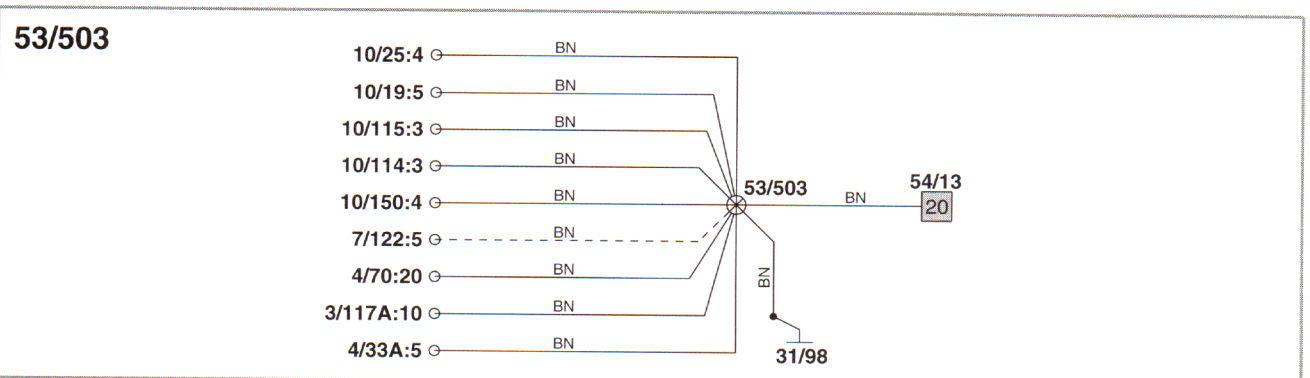 53/503
10/25:4 BN
10/19:5 BN
10/115:3 BN
10/114:3 BN
10/150:4 BN
7/122:5 BN
4/70:20 BN
3/117A:10 BN
4/33A:5 BN
53/503
BN
54/13
20
BN
31/98